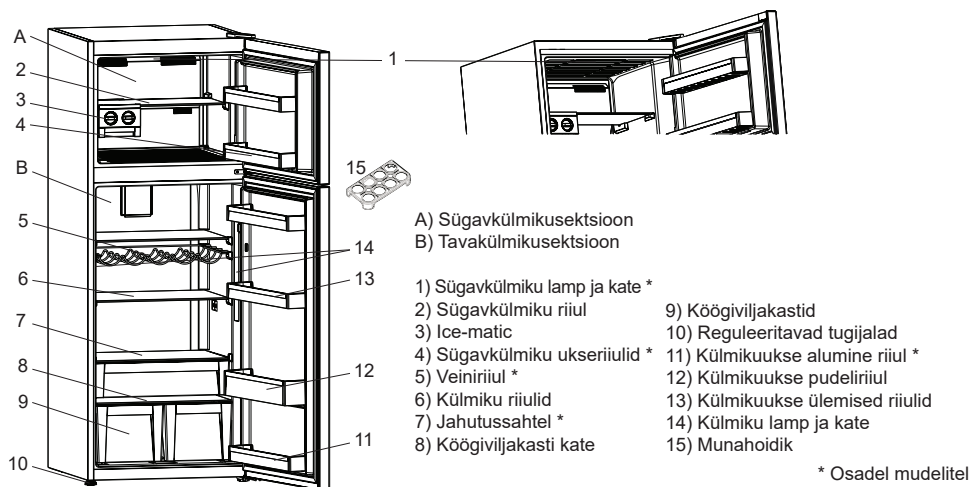 A
2
3
4
B
5
6
7
8
9
10
1
15
14
13
12
11
A) Sügavkülmikusektsioon
B) Tavakülmikusektsioon
1) Sügavkülmiku lamp ja kate *
2) Sügavkülmiku riiul
3) Ice-matic
4) Sügavkülmiku ukseriiulid *
5) Veiniriiul *
6) Külmiku riiulid
7) Jahutussahtel *
8) Köögiviljakasti kate
9) Köögiviljakastid
10) Reguleeritavad tugijalad
11) Külmikuukse alumine riiul *
12) Külmikuukse pudeliriiul
13) Külmikuukse ülemised riiulid
14) Külmiku lamp ja kate
15) Munahoidik
* Osadel mudelitel